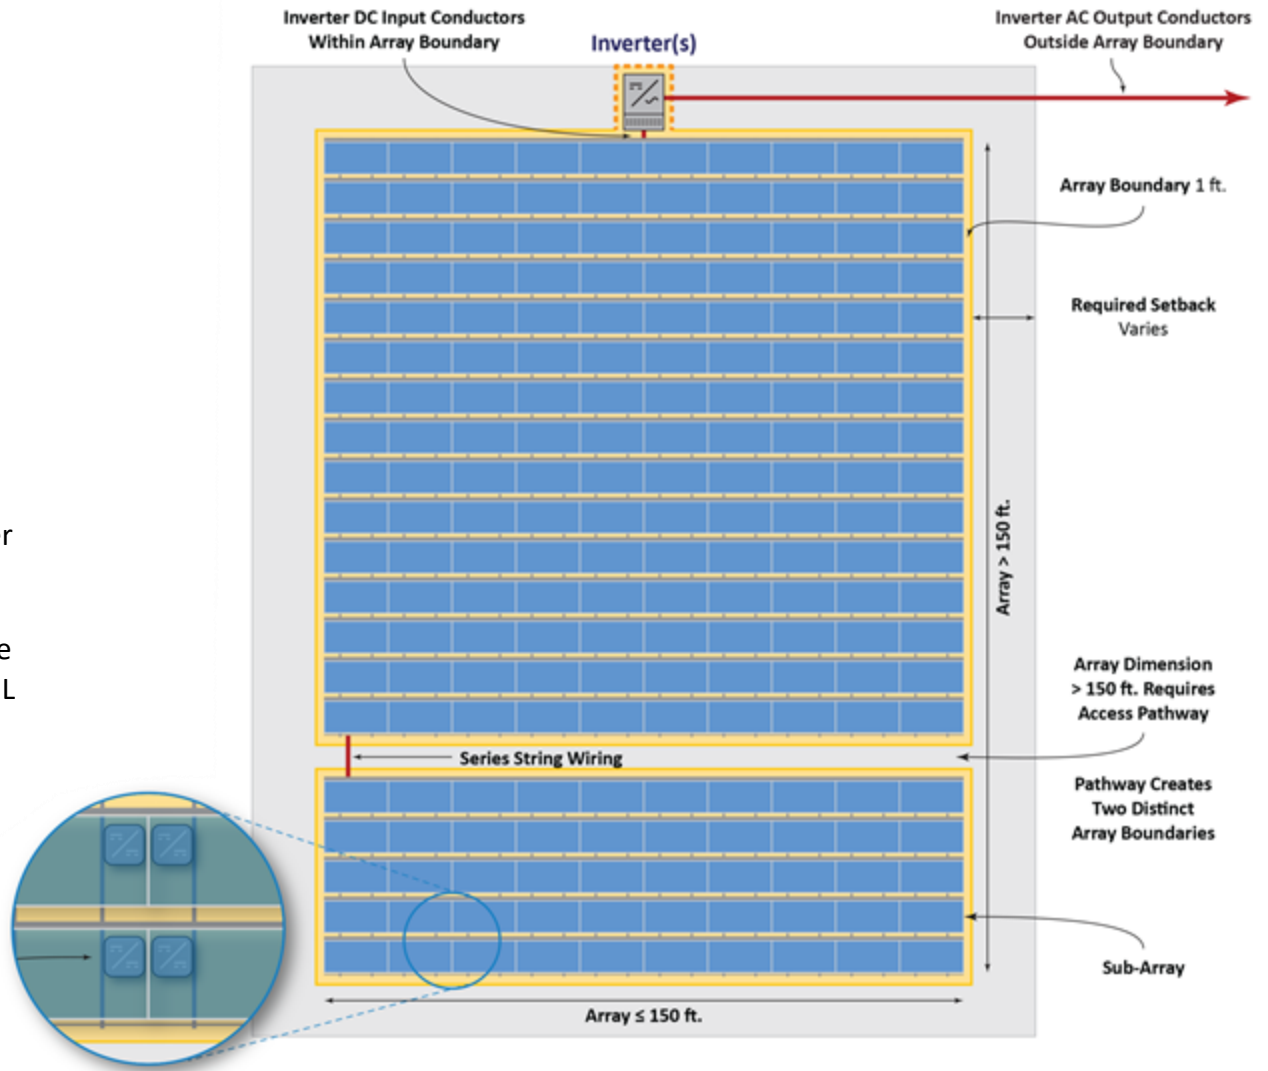 Inverter DC Input Conductors
Within Array Boundary
Inverter(s)
Inverter AC Output Conductors
Outside Array Boundary
Array Boundary 1 ft.
Required Setback
Varies
Array > 150 ft.
Array Dimension
> 150 ft. Requires
Access Pathway
Series String Wiring
Pathway Creates
Two Distinct
Array Boundaries
Sub-Array
Array ≤ 150 ft.